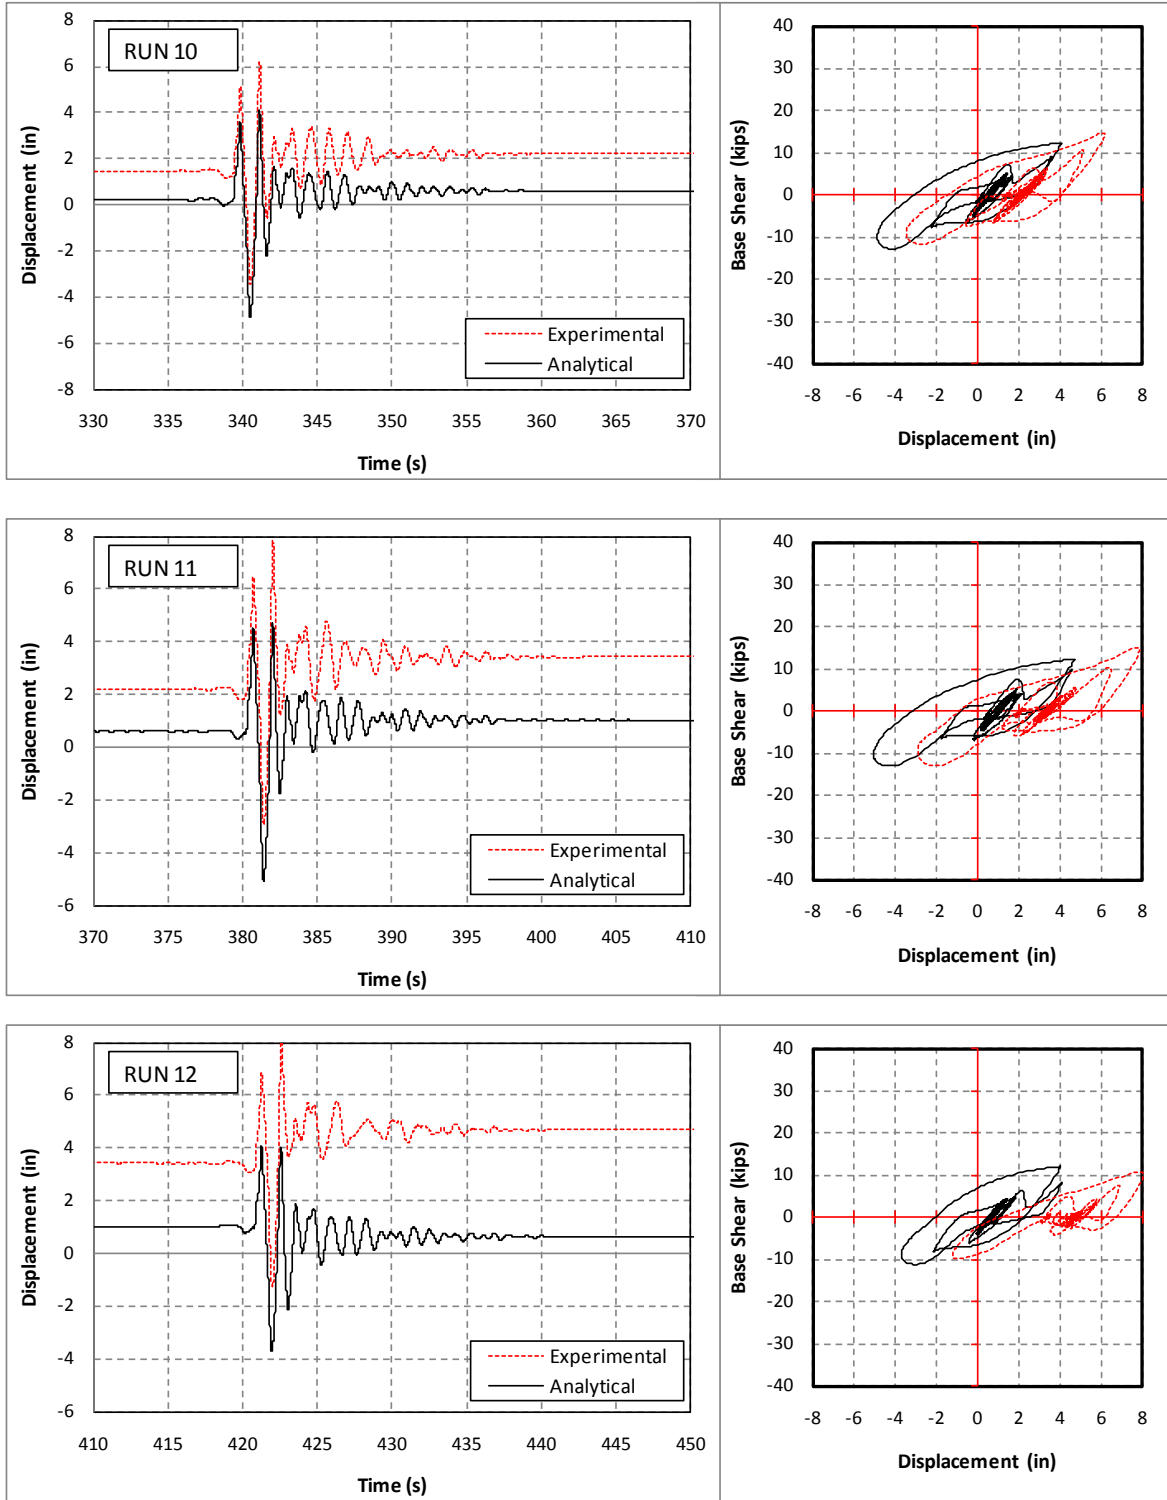 RUN 10
Displacement (in)
8
6
4
2
0
-2
-4
-6
-8
Experimental
Analytical
330 335 340 345 350 355 360 365 370
Time (s)
Base Shear (kips)
40
30
20
10
0
-10
-20
-30
-40
-8 -6 -4 -2 0 2 4 6 8
Displacement (in)
RUN 11
Displacement (in)
8
6
4
2
0
-2
-4
-6
Experimental
Analytical
370 375 380 385 390 395 400 405 410
Time (s)
Base Shear (kips)
40
30
20
10
0
-10
-20
-30
-40
-8 -6 -4 -2 0 2 4 6 8
Displacement (in)
RUN 12
Displacement (in)
8
6
4
2
0
-2
-4
-6
Experimental
Analytical
410 415 420 425 430 435 440 445 450
Time (s)
Base Shear (kips)
40
30
20
10
0
-10
-20
-30
-40
-8 -6 -4 -2 0 2 4 6 8
Displacement (in)